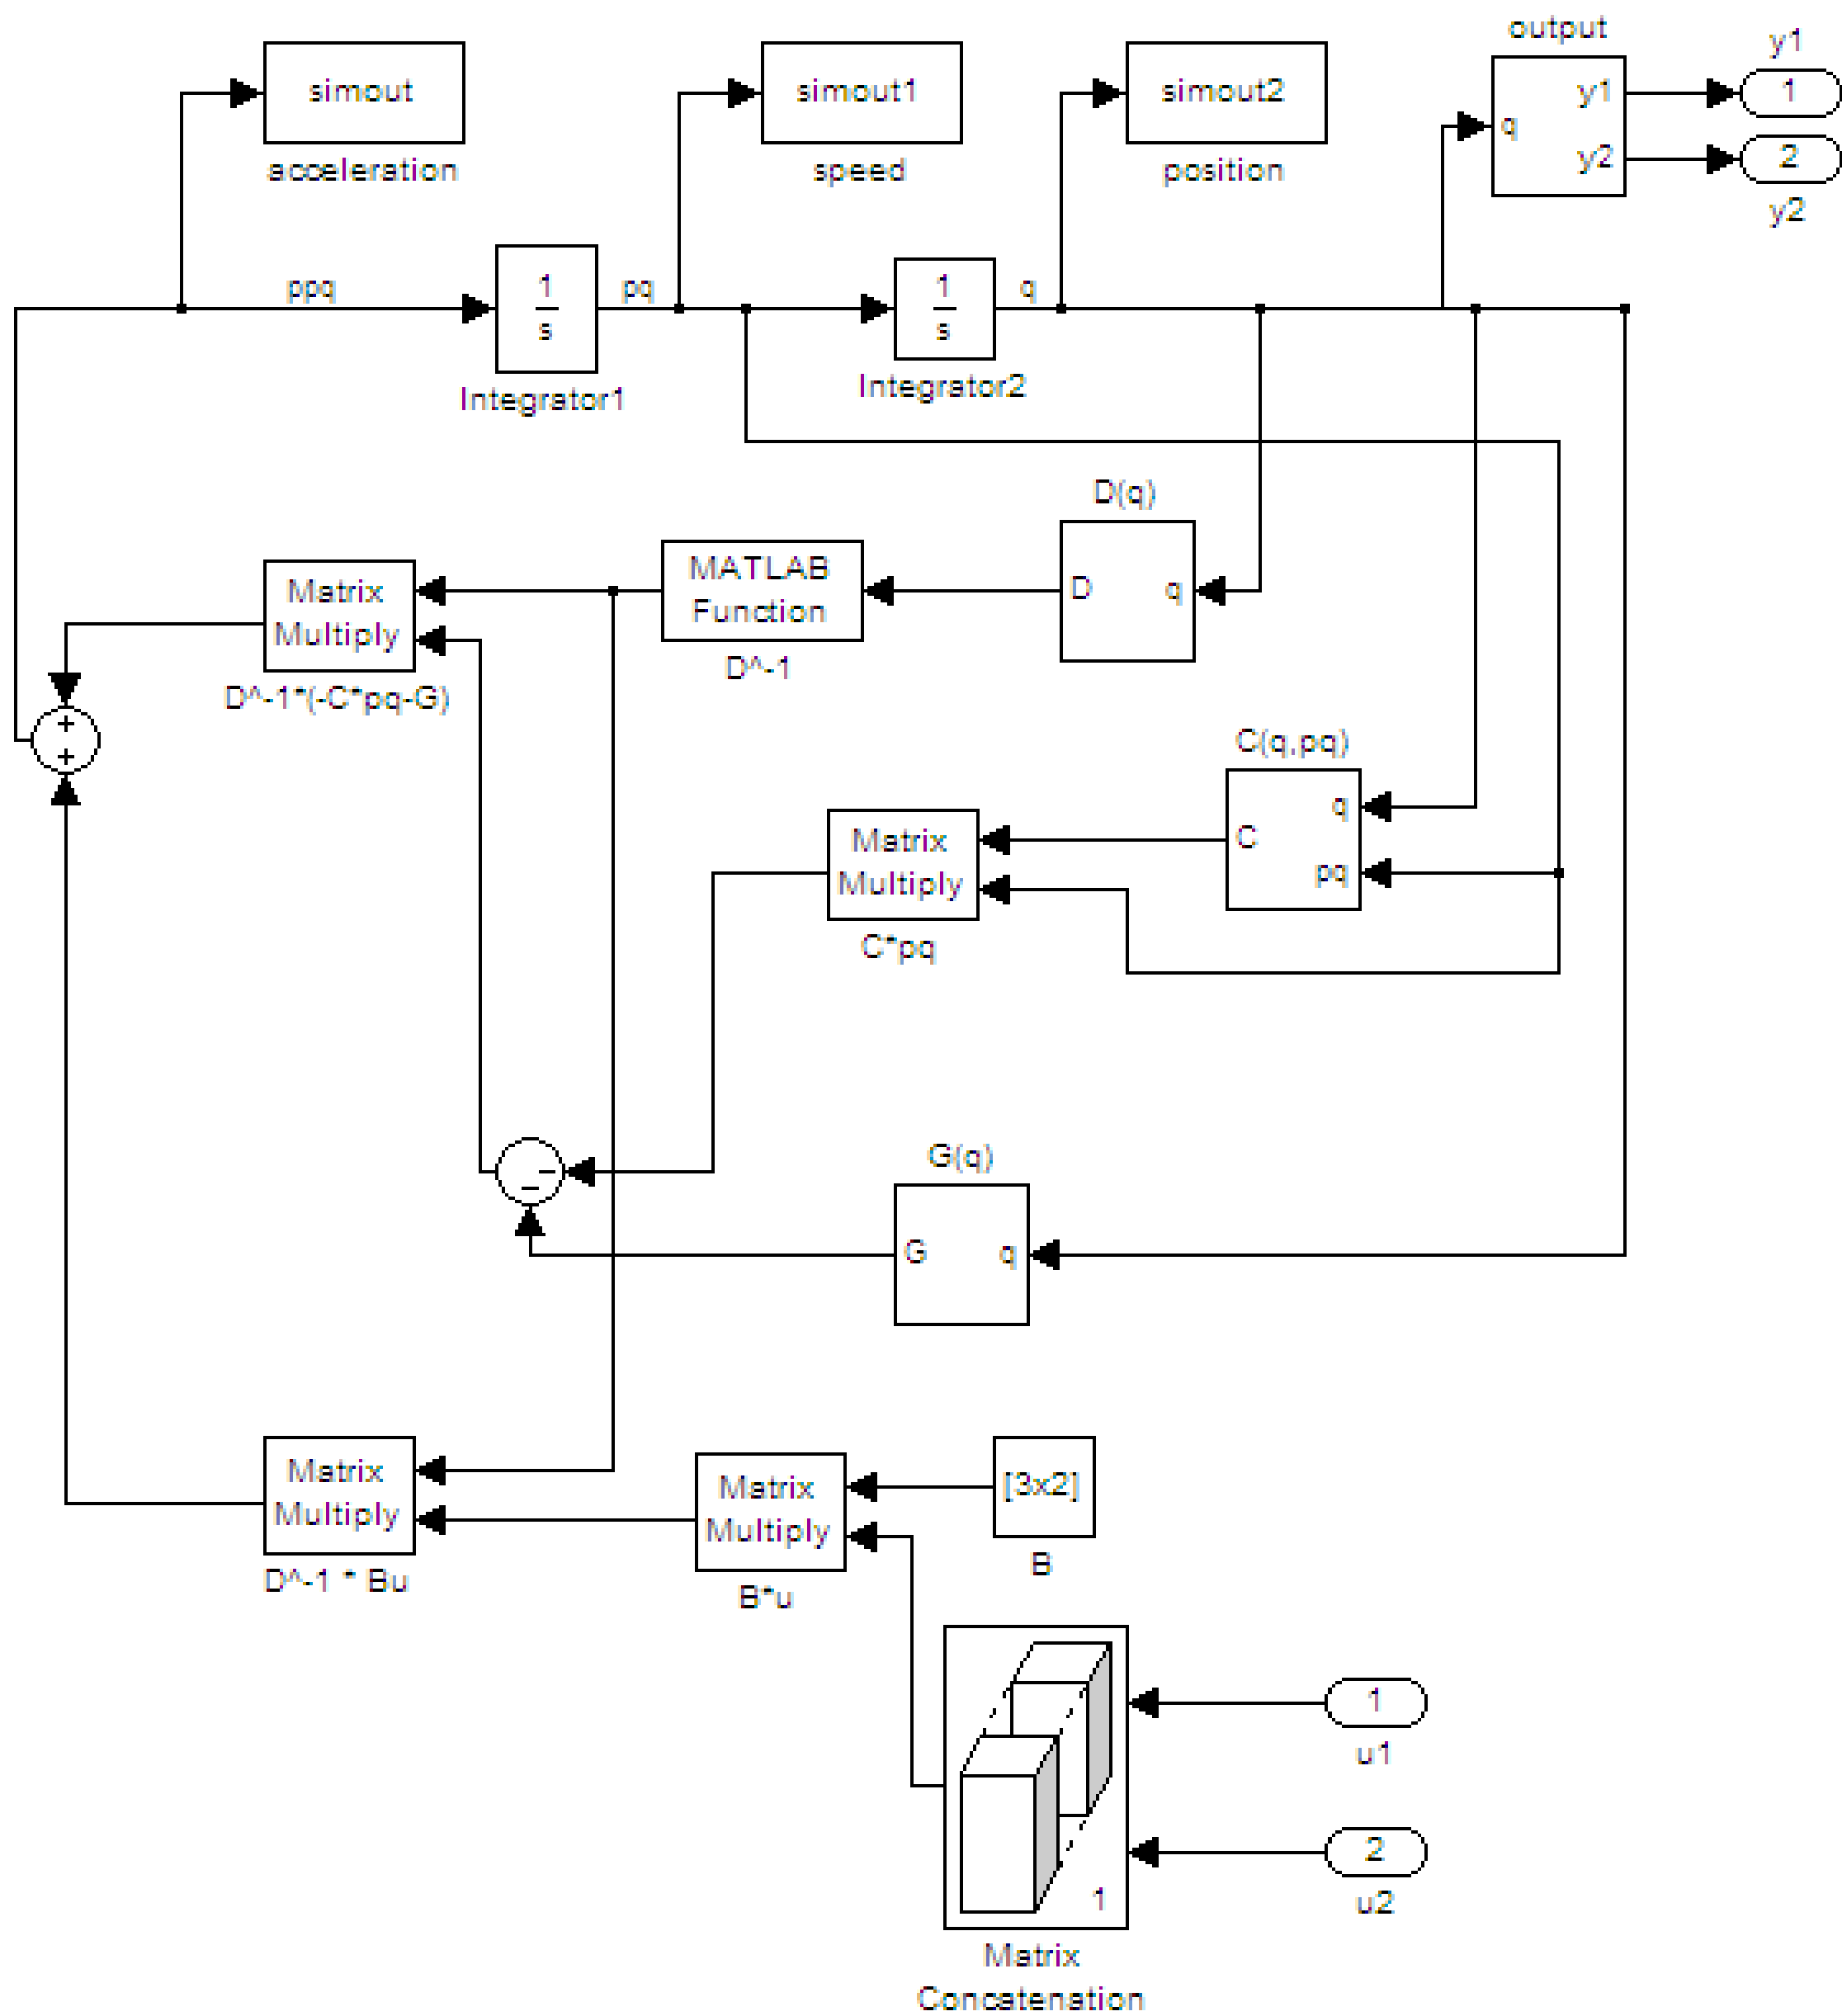 output
y1
simout
acceleration
simout1
speed
simout2
position
q
y1
y2
1
2
y2
ppq
1
s
Integrator1
pq
1
s
Integrator2
q
D(q)
Matrix
Multiply
D^-1*(-C*pq-G)
MATLAB
Function
D^-1
D
q
+
+
C(q,pq)
Matrix
Multiply
C*pq
C
q
pq
−
−
G(q)
G
q
Matrix
Multiply
D^-1 * Bu
Matrix
Multiply
B*u
[3x2]
B
1
u1
2
u2
1
Matrix
Concatenation